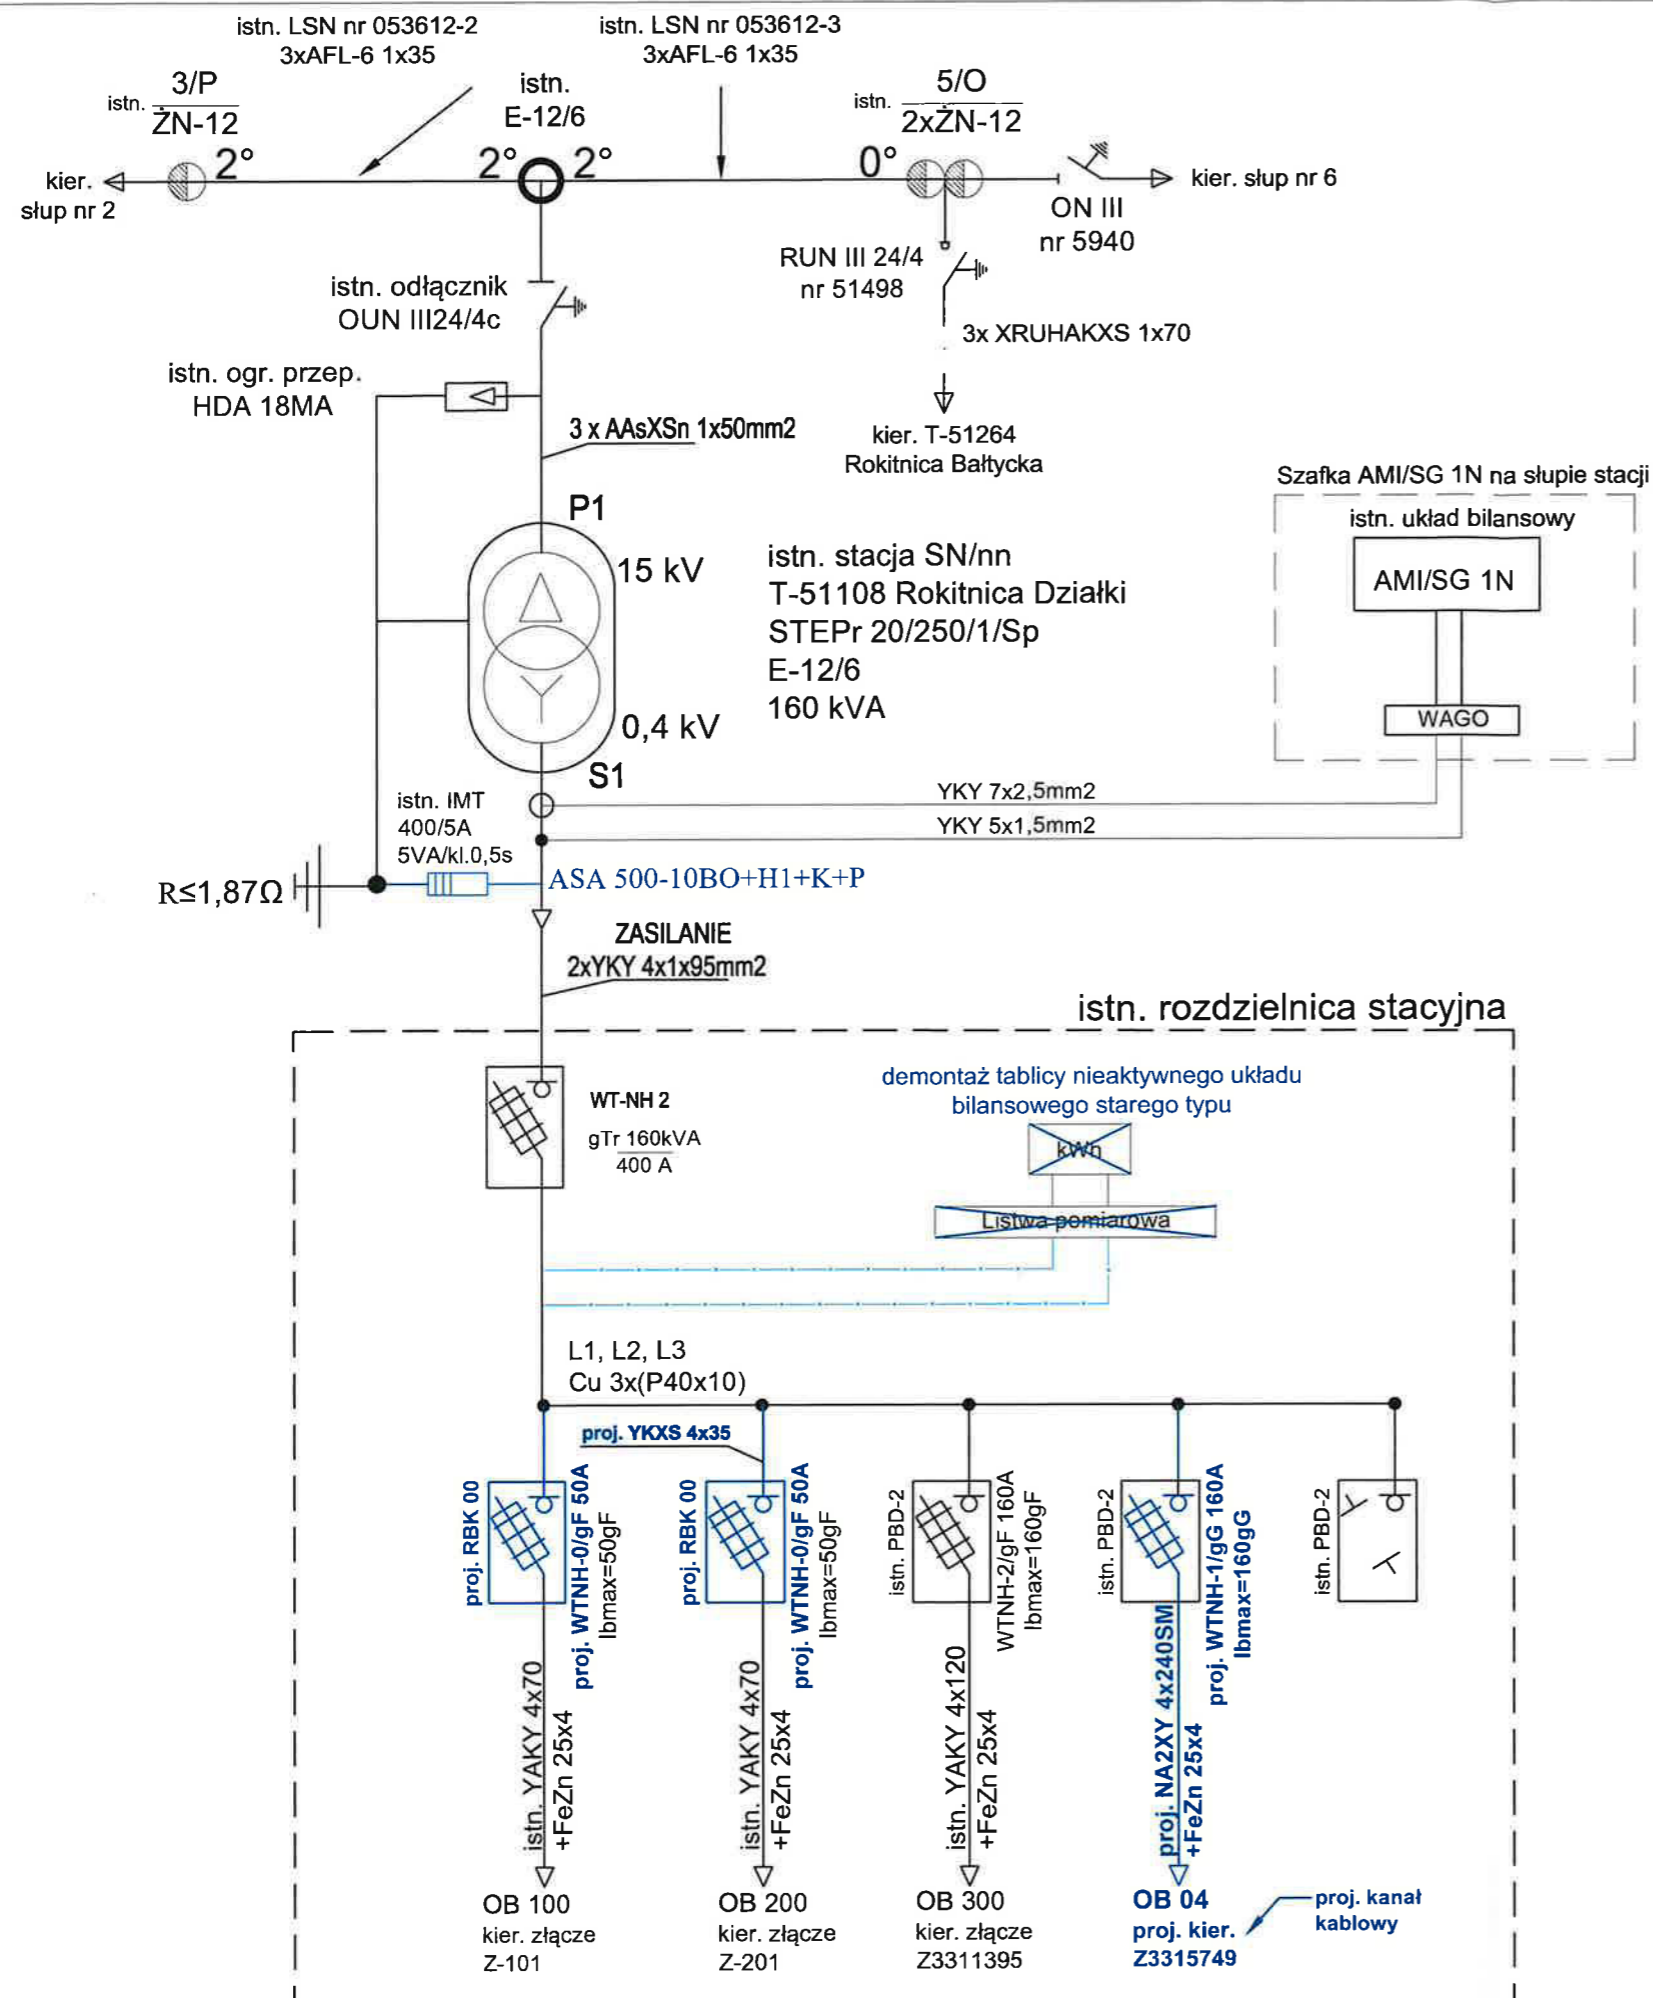 istn. LSN nr 053612-2
3xAFL-6 1x35
istn. LSN nr 053612-3
3xAFL-6 1x35
istn. 3/P
ŻN-12
istn.
E-12/6
istn. 5/O
2xŻN-12
2°
2°
2°
0°
kier.
słup nr 2
kier. słup nr 6
ON III
nr 5940
RUN III 24/4
nr 51498
istn. odłącznik
OUN III24/4c
3x XRUHAKXS 1x70
istn. ogr. przep.
HDA 18MA
3 x AAsXSn 1x50mm2
kier. T-51264
Rokitnica Bałtycka
Szafka AMI/SG 1N na słupie stacji
istn. układ bilansowy
AMI/SG 1N
WAGO
P1
15 kV
0,4 kV
S1
istn. stacja SN/nn
T-51108 Rokitnica Działki
STEPr 20/250/1/Sp
E-12/6
160 kVA
YKY 7x2,5mm2
YKY 5x1,5mm2
istn. IMT
400/5A
5VA/kl.0,5s
R≤1,87Ω
ASA 500-10BO+H1+K+P
ZASILANIE
2xYKY 4x1x95mm2
istn. rozdzielnica stacyjna
WT-NH 2
gTr 160kVA
400 A
demontaż tablicy nieaktywnego układu
bilansowego starego typu
kWh
Listwa pomiarowa
L1, L2, L3
Cu 3x(P40x10)
proj. YKXS 4x35
proj. RBK 00
proj. WTNH-0/gF 50A
Ibmax=50gF
proj. RBK 00
proj. WTNH-0/gF 50A
Ibmax=50gF
istn. PBD-2
WTNH-2/gF 160A
Ibmax=160gF
istn. PBD-2
proj. WTNH-1/gG 160A
Ibmax=160gG
istn. PBD-2
istn. YAKY 4x70
+FeZn 25x4
istn. YAKY 4x70
+FeZn 25x4
istn. YAKY 4x120
+FeZn 25x4
proj. NA2XY 4x240SM
+FeZn 25x4
OB 100
kier. złącze
Z-101
OB 200
kier. złącze
Z-201
OB 300
kier. złącze
Z3311395
OB 04
proj. kier.
Z3315749
proj. kanał
kablowy